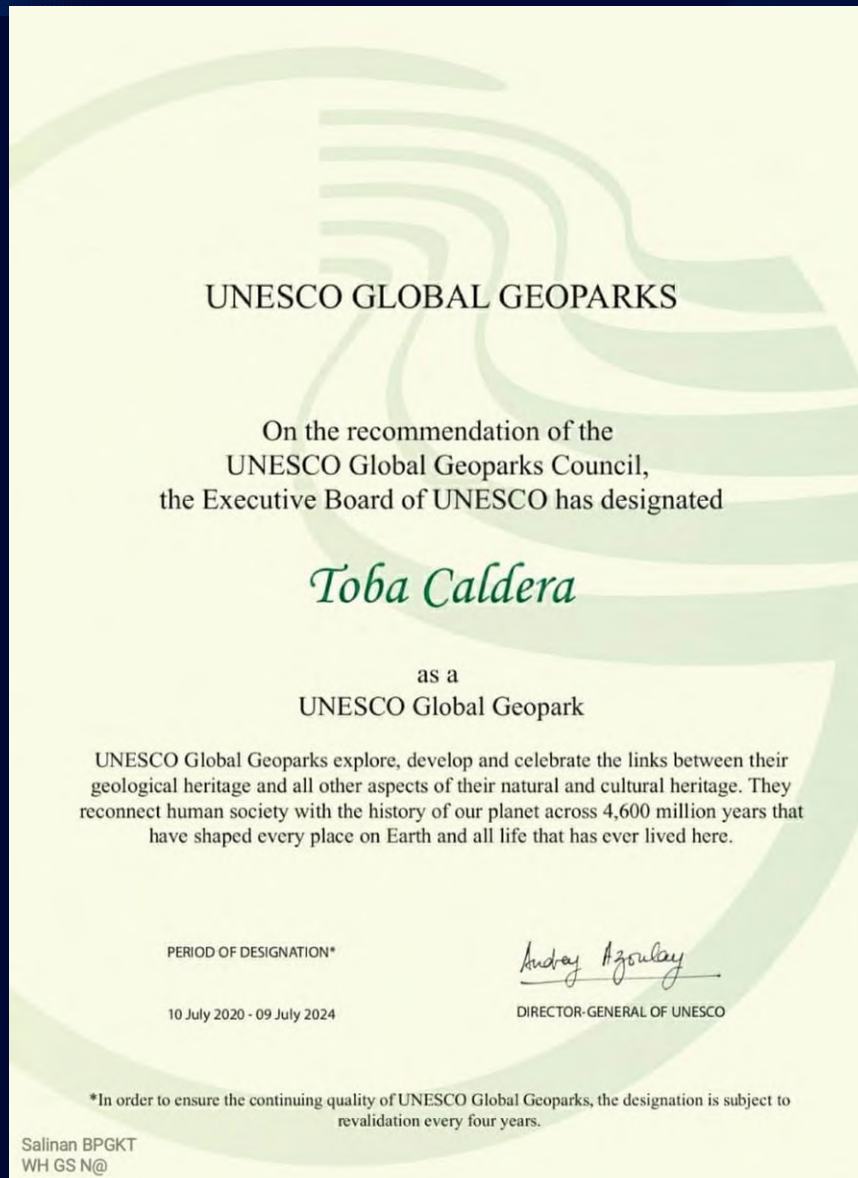 UNESCO GLOBAL GEOPARKS
On the recommendation of the
UNESCO Global Geoparks Council,
the Executive Board of UNESCO has designated
Toba Caldera
as a
UNESCO Global Geopark
UNESCO Global Geoparks explore, develop and celebrate the links between their
geological heritage and all other aspects of their natural and cultural heritage. They
reconnect human society with the history of our planet across 4,600 million years that
have shaped every place on Earth and all life that has ever lived here.
PERIOD OF DESIGNATION*
10 July 2020 - 09 July 2024
Audrey Azoulay
DIRECTOR-GENERAL OF UNESCO
*In order to ensure the continuing quality of UNESCO Global Geoparks, the designation is subject to
revalidation every four years.
Salinan BPGKT
WH GS N@